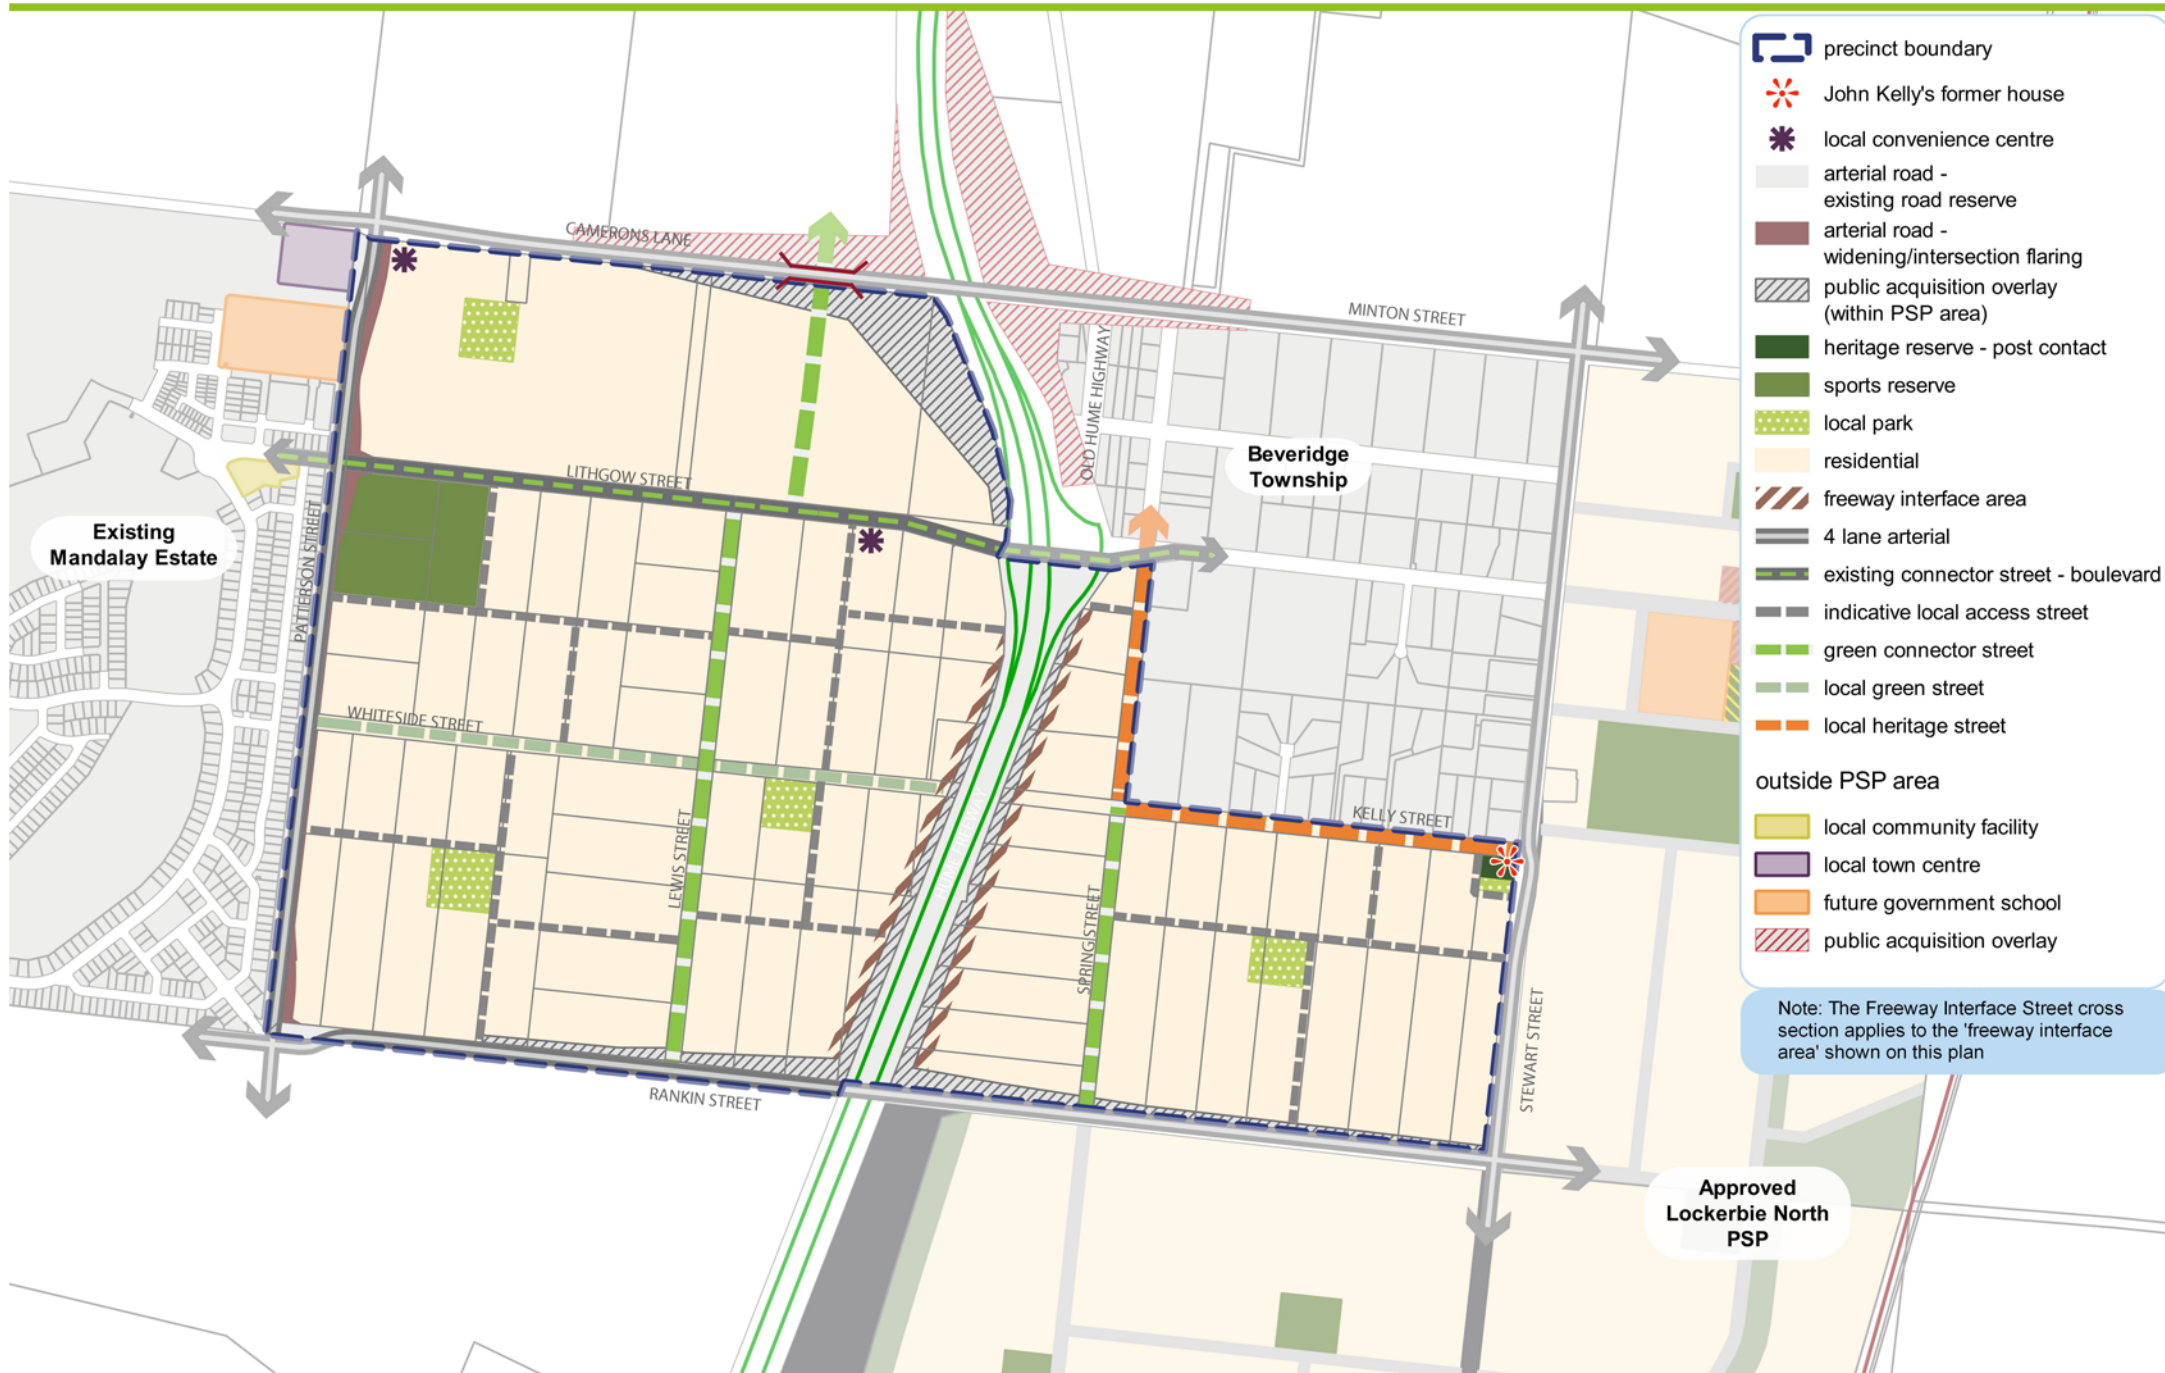 CAMERONS LANE
MINTON STREET
OLD HUME HIGHWAY
Beveridge
Township
LITHGOW STREET
Existing
Mandalay Estate
PATTERSON STREET
WHITESIDE STREET
LEWIS STREET
HUME FREEWAY
KELLY STREET
SPRING STREET
STEWART STREET
RANKIN STREET
Approved
Lockerbie North
PSP
precinct boundary
John Kelly's former house
local convenience centre
arterial road -
existing road reserve
arterial road -
widening/intersection flaring
public acquisition overlay
(within PSP area)
heritage reserve - post contact
sports reserve
local park
residential
freeway interface area
4 lane arterial
existing connector street - boulevard
indicative local access street
green connector street
local green street
local heritage street
outside PSP area
local community facility
local town centre
future government school
public acquisition overlay
Note: The Freeway Interface Street cross
section applies to the 'freeway interface
area' shown on this plan